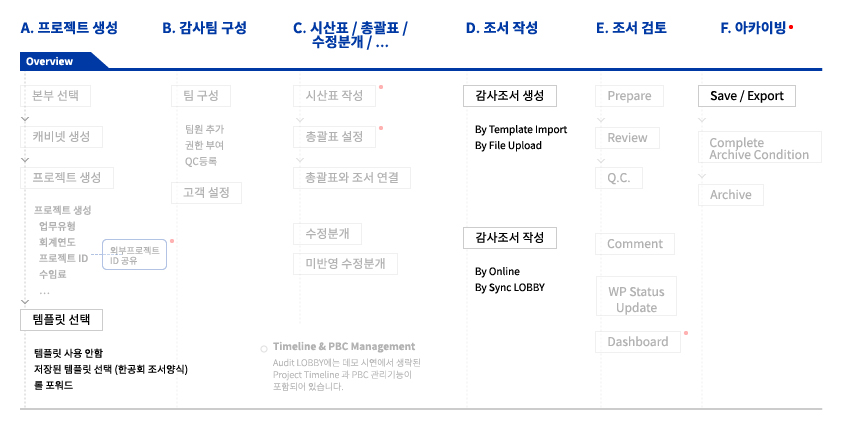 A. 프로젝트 생성
B. 감사팀 구성
C. 시산표 / 총괄표 /
수정분개 / ...
D. 조서 작성
E. 조서 검토
F. 아카이빙
Overview
본부 선택
캐비넷 생성
프로젝트 생성
프로젝트 생성
업무유형
회계연도
프로젝트 ID
수임료
...
외부프로젝트
ID 공유
템플릿 선택
템플릿 사용 안함
저장된 템플릿 선택 (한공회 조서양식)
롤 포워드
팀 구성
팀원 추가
권한 부여
QC등록
고객 설정
시산표 작성
총괄표 설정
총괄표와 조서 연결
수정분개
미반영 수정분개
Timeline & PBC Management
Audit LOBBY에는 데모 시연에서 생략된
Project Timeline 과 PBC 관리기능이
포함되어 있습니다.
감사조서 생성
By Template Import
By File Upload
감사조서 작성
By Online
By Sync LOBBY
Prepare
Review
Q.C.
Comment
WP Status
Update
Dashboard
Save / Export
Complete
Archive Condition
Archive